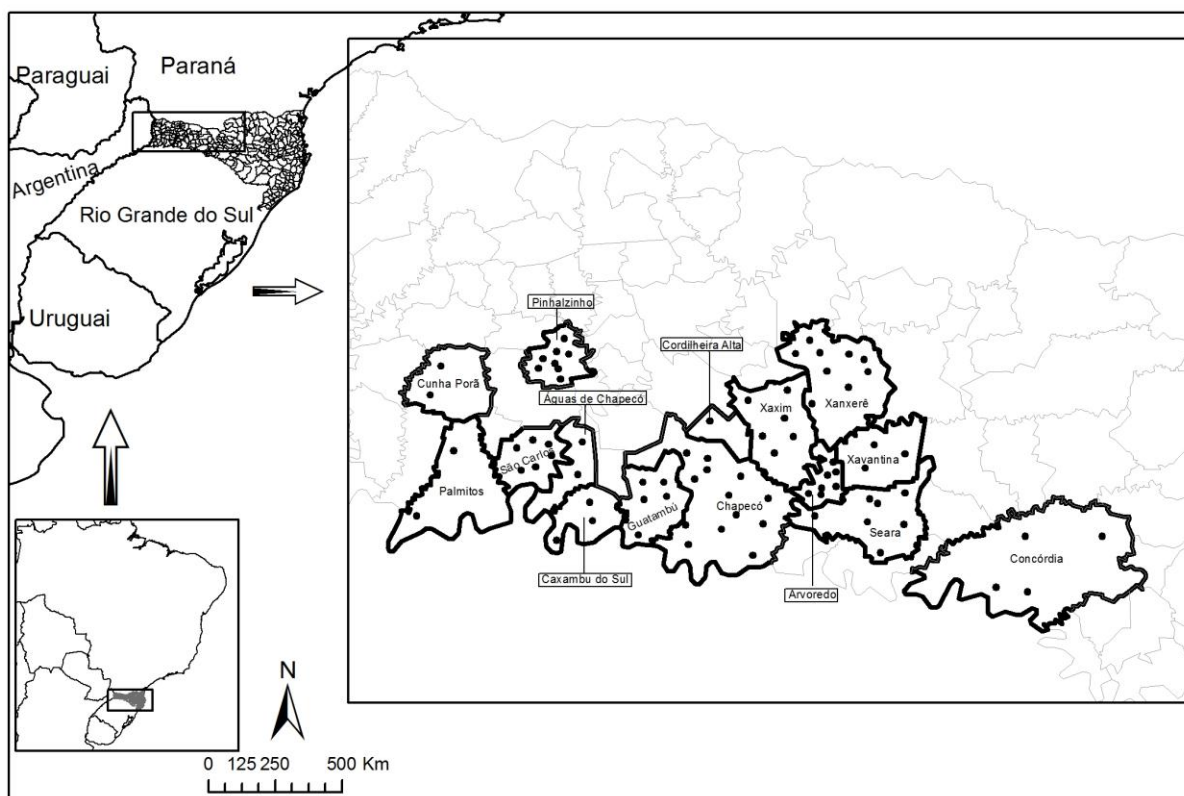 Paraguai
Paraná
Argentina
Rio Grande do Sul
Uruguai
Pinhalzinho
Cordilheira Alta
Cunha Porã
Águas de Chapecó
Xaxim
Xanxerê
São Carlos
Xavantina
Palmitos
Guatambú
Chapecó
Seara
Concórdia
Caxambu do Sul
Arvoredo
N
0 125 250 500 Km